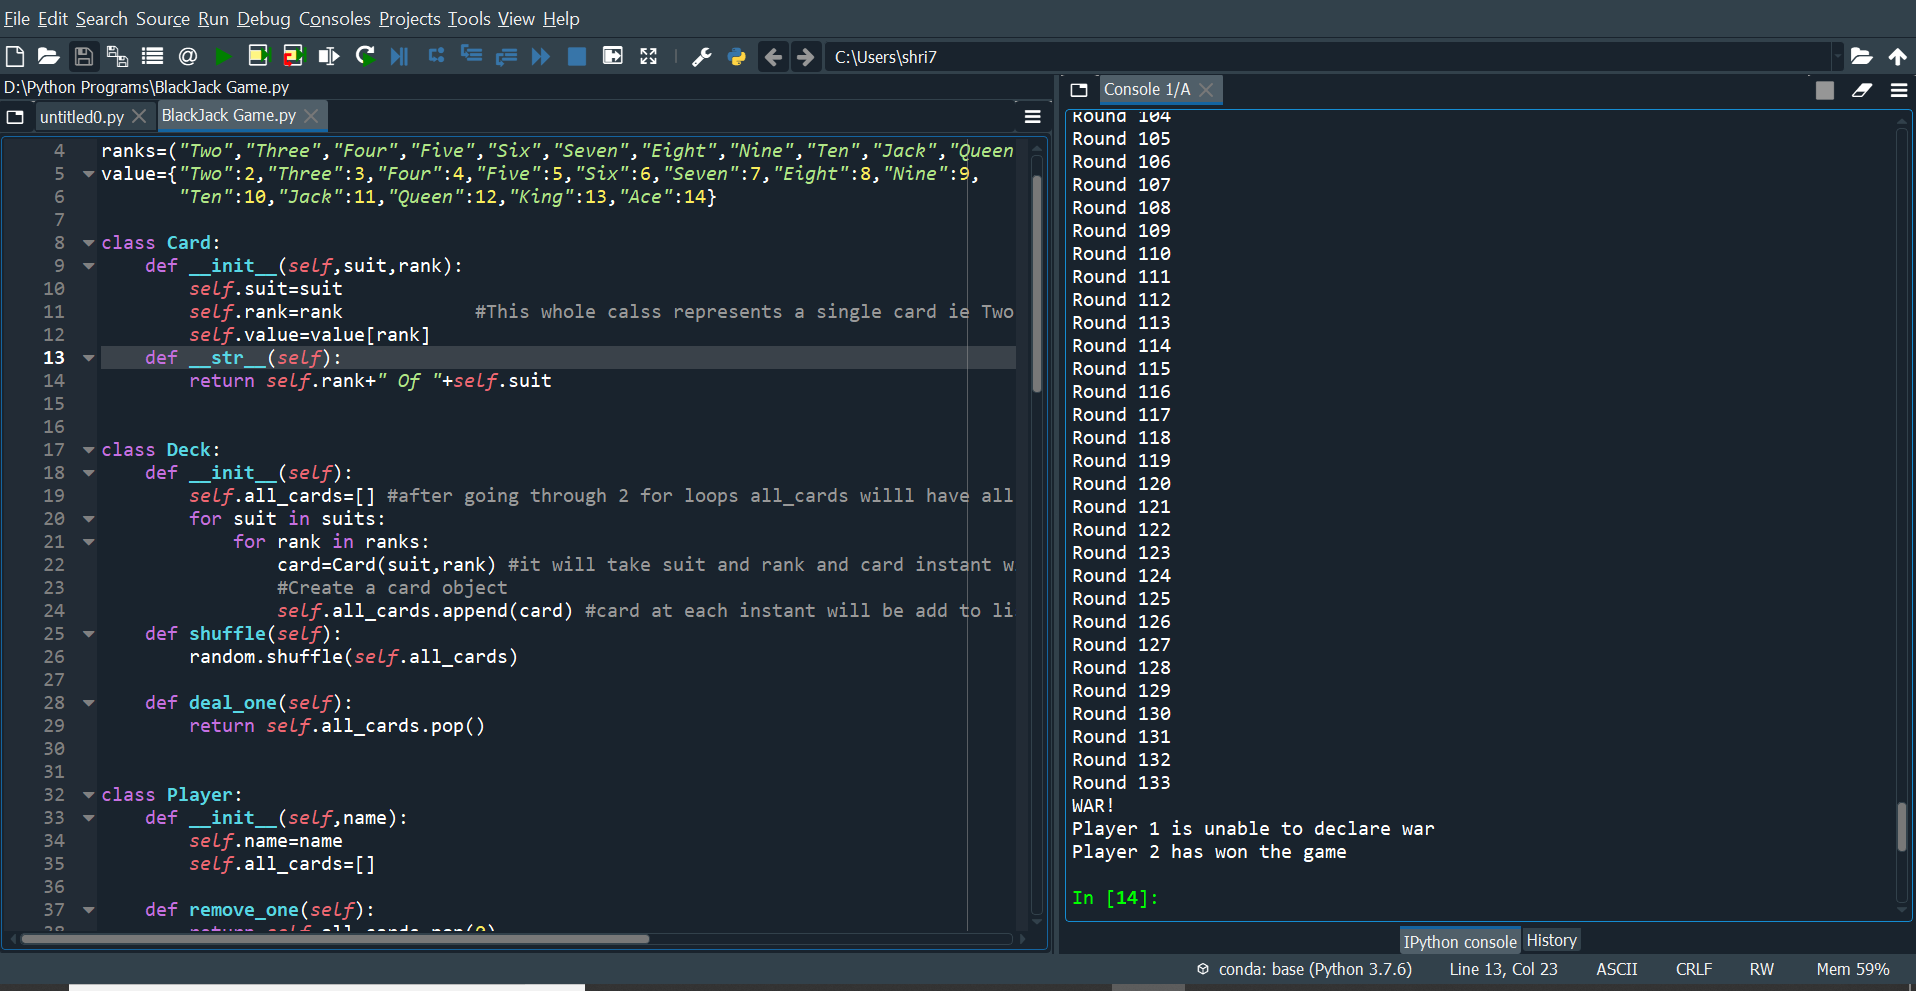 File Edit Search Source Run Debug Consoles Projects Tools View Help
C:\Users\shri7
D:\Python Programs\BlackJack Game.py
untitled0.py
BlackJack Game.py
4 ranks=("Two","Three","Four","Five","Six","Seven","Eight","Nine","Ten","Jack","Queen
5 value={"Two":2,"Three":3,"Four":4,"Five":5,"Six":6,"Seven":7,"Eight":8,"Nine":9,
6 "Ten":10,"Jack":11,"Queen":12,"King":13,"Ace":14}
7
8 class Card:
9 def __init__(self,suit,rank):
10 self.suit=suit
11 self.rank=rank #This whole calss represents a single card ie Two
12 self.value=value[rank]
13 def __str__(self):
14 return self.rank+" Of "+self.suit
15
16
17 class Deck:
18 def __init__(self):
19 self.all_cards=[] #after going through 2 for loops all_cards willl have all
20 for suit in suits:
21 for rank in ranks:
22 card=Card(suit,rank) #it will take suit and rank and card instant w
23 #Create a card object
24 self.all_cards.append(card) #card at each instant will be add to li
25 def shuffle(self):
26 random.shuffle(self.all_cards)
27
28 def deal_one(self):
29 return self.all_cards.pop()
30
31
32 class Player:
33 def __init__(self,name):
34 self.name=name
35 self.all_cards=[]
36
37 def remove_one(self):
38 return self.all_cards.pop(0)
Console 1/A
Round 104
Round 105
Round 106
Round 107
Round 108
Round 109
Round 110
Round 111
Round 112
Round 113
Round 114
Round 115
Round 116
Round 117
Round 118
Round 119
Round 120
Round 121
Round 122
Round 123
Round 124
Round 125
Round 126
Round 127
Round 128
Round 129
Round 130
Round 131
Round 132
Round 133
WAR!
Player 1 is unable to declare war
Player 2 has won the game
In [14]:
IPython console History
conda: base (Python 3.7.6) Line 13, Col 23 ASCII CRLF RW Mem 59%